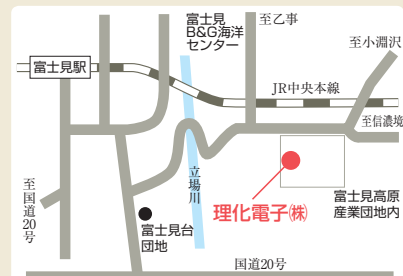 富士見
B&G海洋
センター
至乙事
至小淵沢
富士見駅
JR中央本線
至信濃境
立場川
理化電子㈱
富士見高原
産業団地内
至国道20号
富士見台
団地
国道20号